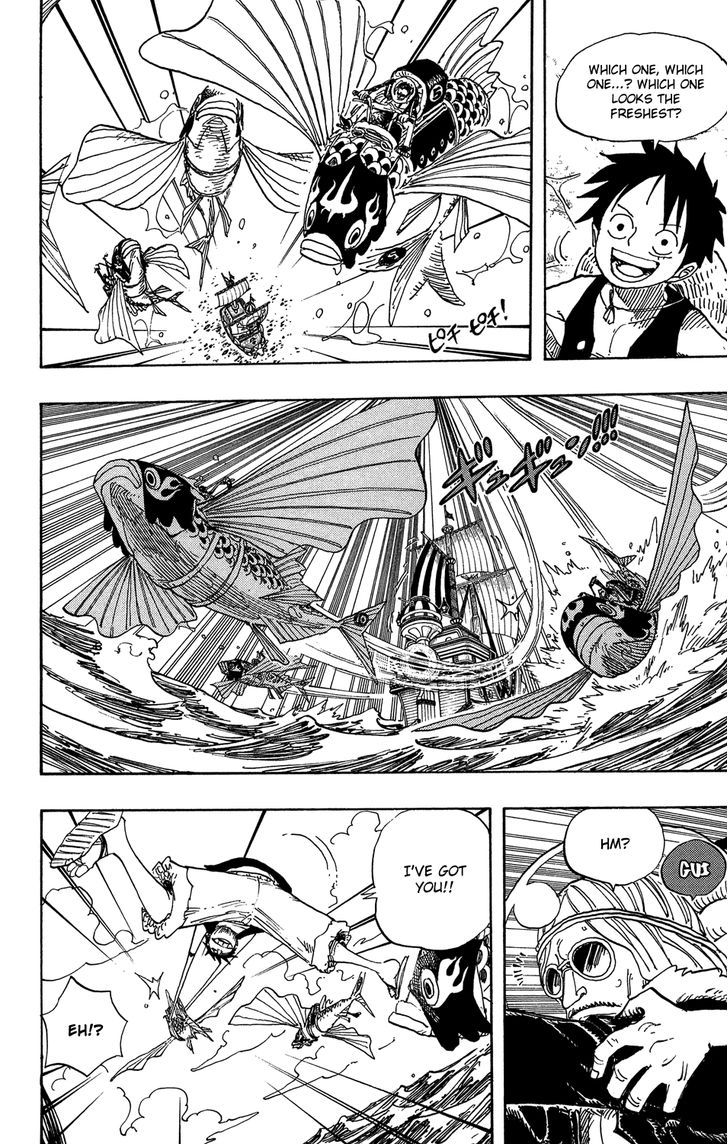 WHICH ONE, WHICH
ONE...? WHICH ONE
LOOKS THE
FRESHEST?
ピチピチ!
ギュギュン!!!
HM?
GUI
I'VE GOT
YOU!!
EH!?